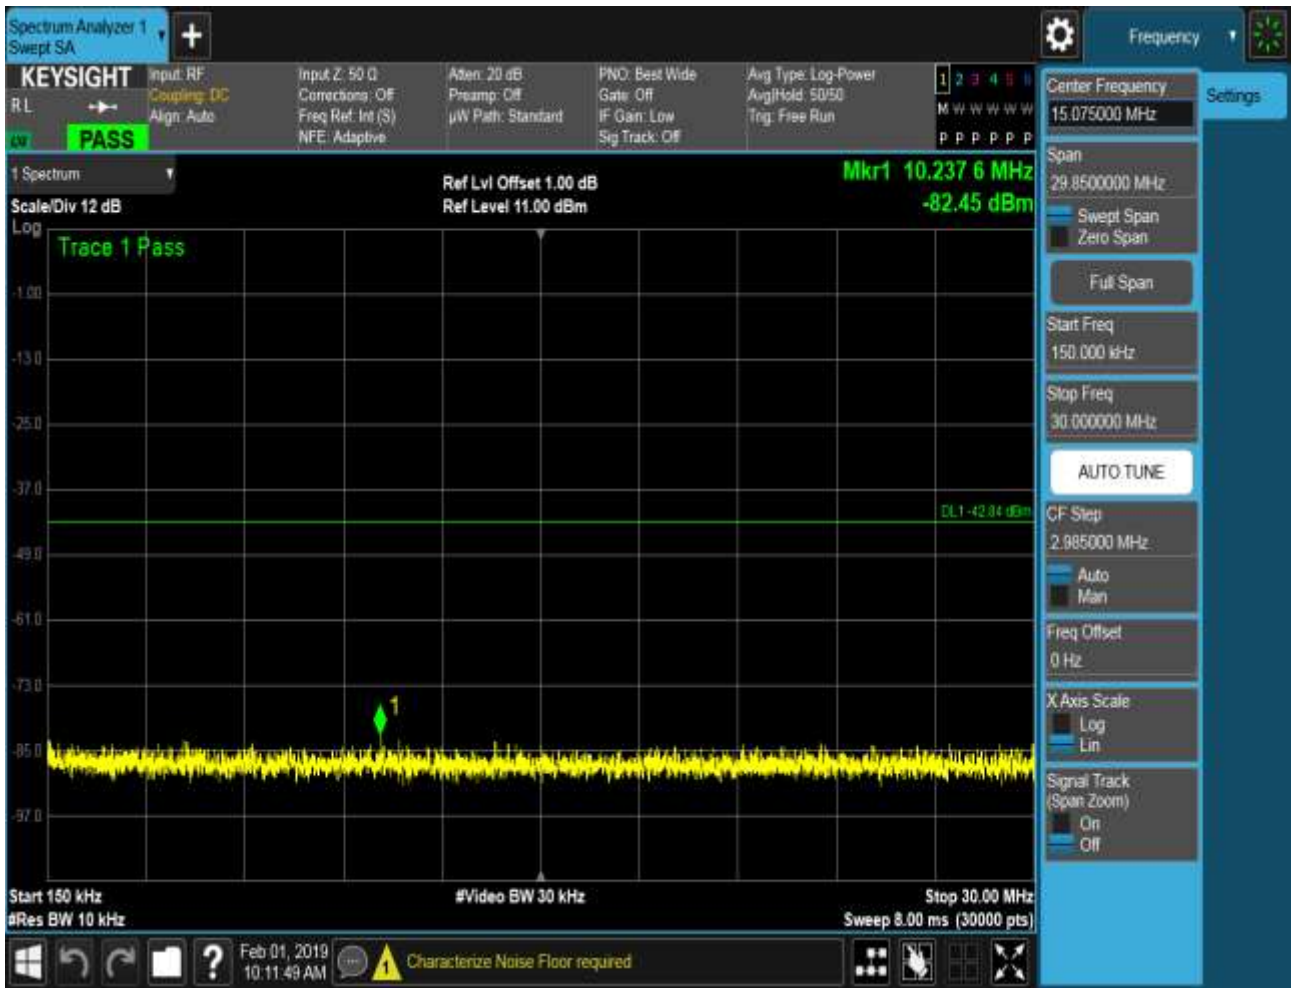 Spectrum Analyzer 1
Swept SA
+
Frequency
KEYSIGHT
R L
LXI
PASS
Input: RF
Coupling: DC
Align: Auto
Input Z: 50 Ω
Corrections: Off
Freq Ref: Int (S)
NFE: Adaptive
Atten: 20 dB
Preamp: Off
µW Path: Standard
PNO: Best Wide
Gate: Off
IF Gain: Low
Sig Track: Off
Avg Type: Log-Power
Avg|Hold: 50/50
Trig: Free Run
1 2 3 4 5 6
M W W W W W
P P P P P P
1 Spectrum
Scale/Div 12 dB
Log
Ref Lvl Offset 1.00 dB
Ref Level 11.00 dBm
Mkr1 10.237 6 MHz
-82.45 dBm
Trace 1 Pass
-1.00
-13.0
-25.0
-37.0
DL1 -42.84 dBm
-49.0
-61.0
-73.0
1
-85.0
-97.0
Start 150 kHz
#Video BW 30 kHz
Stop 30.00 MHz
#Res BW 10 kHz
Sweep 8.00 ms (30000 pts)
?
Feb 01, 2019
10:11:49 AM
1
Characterize Noise Floor required
Center Frequency
15.075000 MHz
Settings
Span
29.8500000 MHz
Swept Span
Zero Span
Full Span
Start Freq
150.000 kHz
Stop Freq
30.000000 MHz
AUTO TUNE
CF Step
2.985000 MHz
Auto
Man
Freq Offset
0 Hz
X Axis Scale
Log
Lin
Signal Track
(Span Zoom)
On
Off